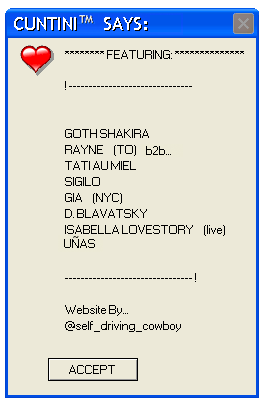 CUNTINI™ SAYS:
******** FEATURING: **************
!------------------------------
GOTH SHAKIRA
RAYNE (TO) b2b...
TATI AU MIEL
SIGILO
GIA (NYC)
D. BLAVATSKY
ISABELLA LOVESTORY (live)
UÑAS
-------------------------------!
Website By...
@self_driving_cowboy
ACCEPT